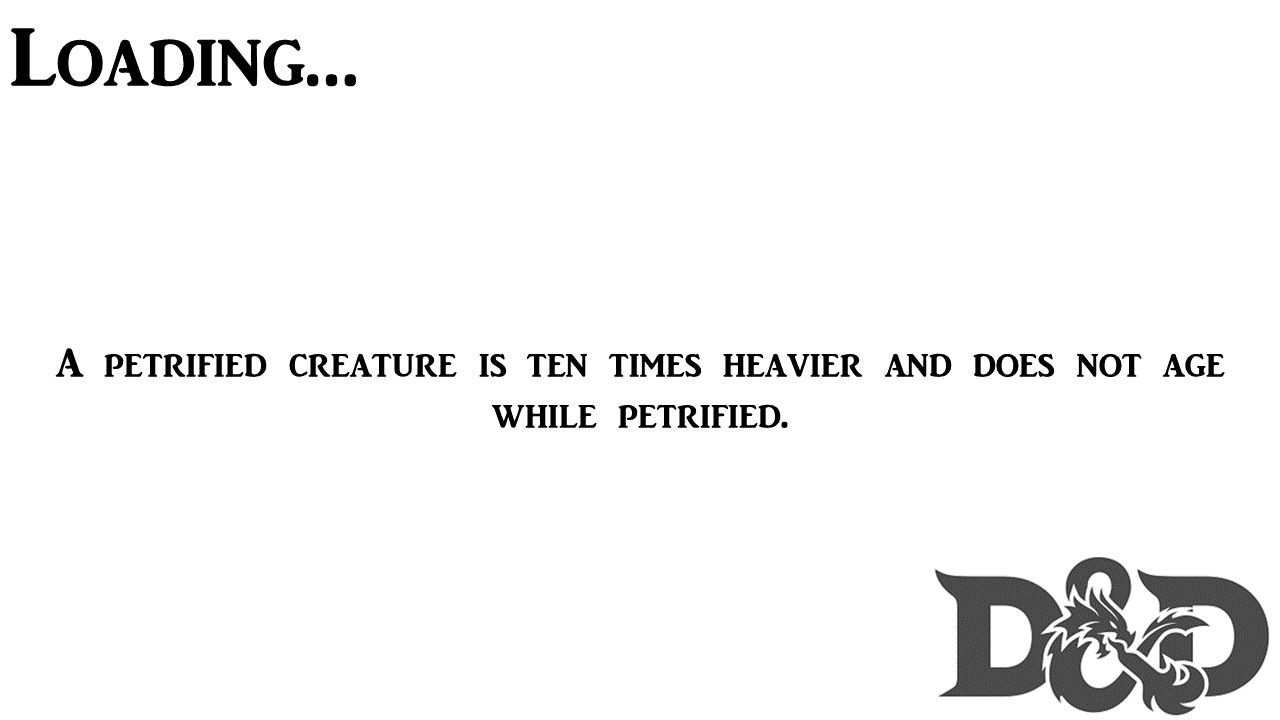 Loading...
A petrified creature is ten times heavier and does not age
while petrified.
D&D